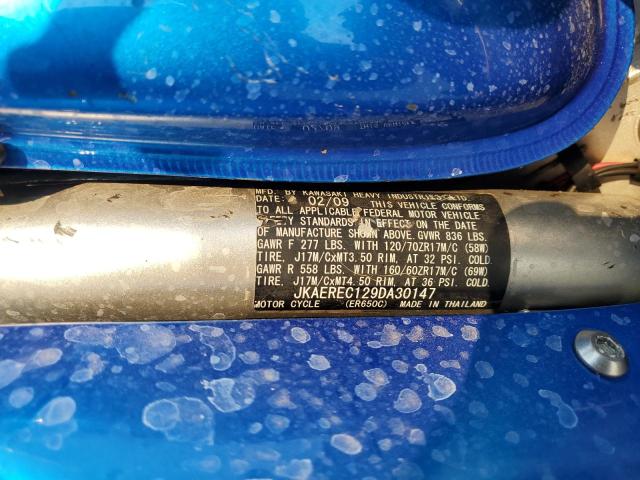 MFD. BY KAWASAKI HEAVY INDUSTRIES, LTD.
DATE: 02/09 THIS VEHICLE CONFORMS
TO ALL APPLICABLE FEDERAL MOTOR VEHICLE
STANDARDS IN EFFECT ON THE DATE
OF MANUFACTURE SHOWN ABOVE. GVWR 836 LBS.
GAWR F 277 LBS. WITH 120/70ZR17M/C (58W)
TIRE, J17M/CxMT3.50 RIM, AT 32 PSI. COLD.
GAWR R 558 LBS. WITH 160/60ZR17M/C (69W)
TIRE, J17M/CxMT4.50 RIM, AT 36 PSI. COLD.
JKAEREC129DA30147
MOTOR CYCLE (ER650C) MADE IN THAILAND